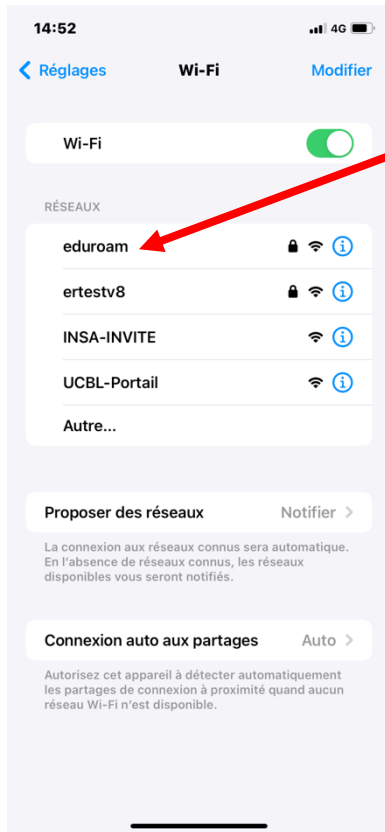 14:52 4G
Réglages Wi-Fi Modifier
Wi-Fi
RÉSEAUX
eduroam
ertestv8
INSA-INVITE
UCBL-Portail
Autre...
Proposer des réseaux Notifier
La connexion aux réseaux connus sera automatique.
En l'absence de réseaux connus, les réseaux
disponibles vous seront notifiés.
Connexion auto aux partages Auto
Autorisez cet appareil à détecter automatiquement
les partages de connexion à proximité quand aucun
réseau Wi-Fi n'est disponible.